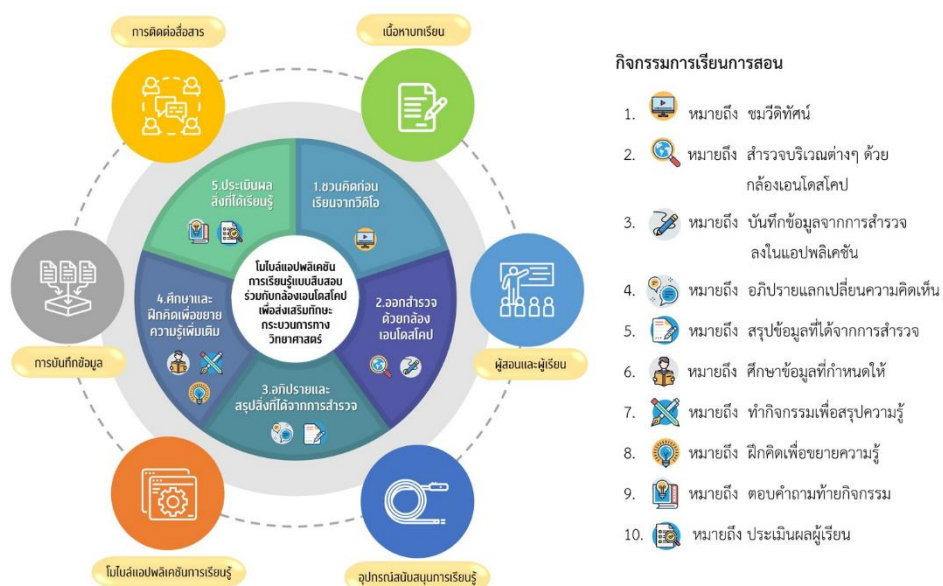 การติดต่อสื่อสาร
เนื้อหาบทเรียน
5.ประเมินผล
สิ่งที่ได้เรียนรู้
1.ชวนคิดก่อน
เรียนจากวิดีโอ
โมไบล์แอปพลิเคชัน
การเรียนรู้แบบสืบสอบ
ร่วมกับกล้องเอนโดสโคป
เพื่อส่งเสริมทักษะ
กระบวนการทาง
วิทยาศาสตร์
4.ศึกษาและ
ฝึกคิดเพื่อขยาย
ความรู้เพิ่มเติม
2.ออกสำรวจ
ด้วยกล้อง
เอนโดสโคป
3.อภิปรายและ
สรุปสิ่งที่ได้จากการสำรวจ
การบันทึกข้อมูล
ผู้สอนและผู้เรียน
โมไบล์แอปพลิเคชันการเรียนรู้
อุปกรณ์สนับสนุนการเรียนรู้
กิจกรรมการเรียนการสอน
1. หมายถึง ชมวีดิทัศน์
2. หมายถึง สำรวจบริเวณต่างๆ ด้วย
กล้องเอนโดสโคป
3. หมายถึง บันทึกข้อมูลจากการสำรวจ
ลงในแอปพลิเคชัน
4. หมายถึง อภิปรายแลกเปลี่ยนความคิดเห็น
5. หมายถึง สรุปข้อมูลที่ได้จากการสำรวจ
6. หมายถึง ศึกษาข้อมูลที่กำหนดให้
7. หมายถึง ทำกิจกรรมเพื่อสรุปความรู้
8. หมายถึง ฝึกคิดเพื่อขยายความรู้
9. หมายถึง ตอบคำถามท้ายกิจกรรม
10. หมายถึง ประเมินผลผู้เรียน